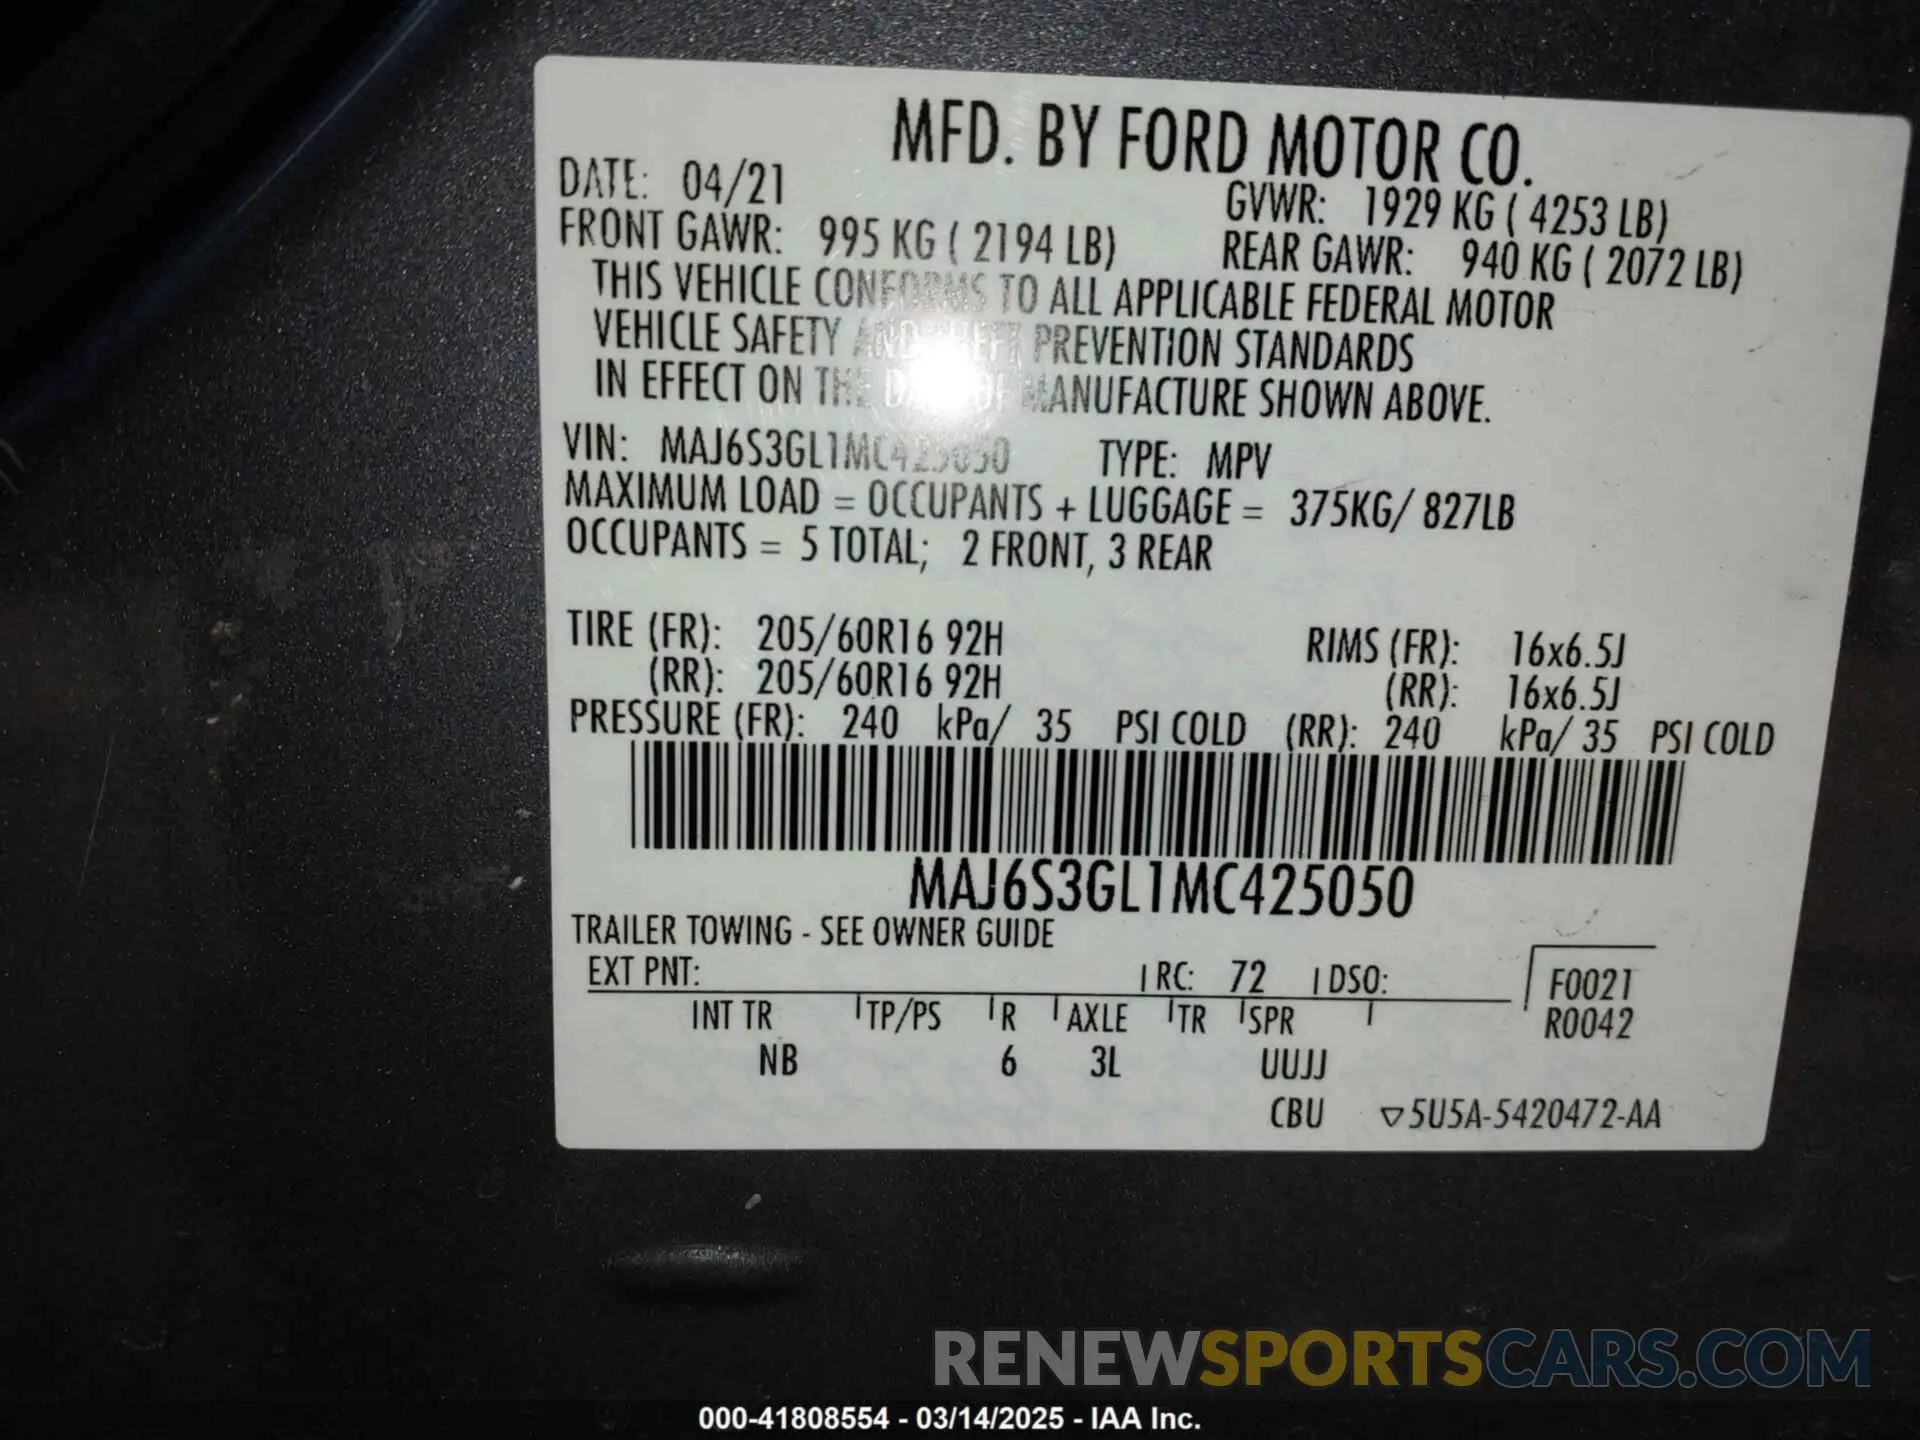 MFD. BY FORD MOTOR CO.
DATE: 04/21 GVWR: 1929 KG ( 4253 LB)
FRONT GAWR: 995 KG ( 2194 LB) REAR GAWR: 940 KG ( 2072 LB)
THIS VEHICLE CONFORMS TO ALL APPLICABLE FEDERAL MOTOR
VEHICLE SAFETY AND THEFT PREVENTION STANDARDS
IN EFFECT ON THE DATE OF MANUFACTURE SHOWN ABOVE.
VIN: MAJ6S3GL1MC425050 TYPE: MPV
MAXIMUM LOAD = OCCUPANTS + LUGGAGE = 375KG/ 827LB
OCCUPANTS = 5 TOTAL; 2 FRONT, 3 REAR
TIRE (FR): 205/60R16 92H RIMS (FR): 16x6.5J
(RR): 205/60R16 92H (RR): 16x6.5J
PRESSURE (FR): 240 kPa/ 35 PSI COLD (RR): 240 kPa/ 35 PSI COLD
MAJ6S3GL1MC425050
TRAILER TOWING - SEE OWNER GUIDE
EXT PNT: RC: 72 DSO: F0021
INT TR TP/PS R AXLE TR SPR R0042
NB 6 3L UUJJ
CBU ▽5U5A-5420472-AA
RENEWSPORTSCARS.COM
000-41808554 - 03/14/2025 - IAA Inc.